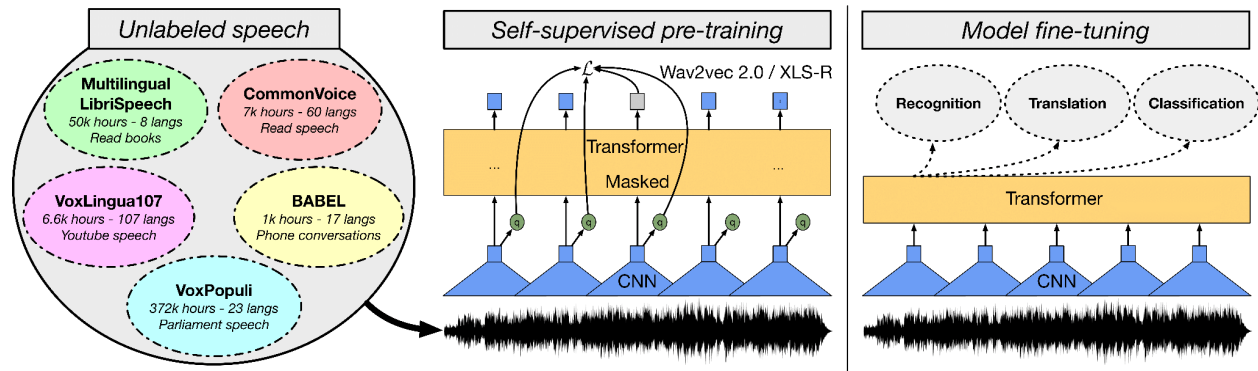 Unlabeled speech
Multilingual
LibriSpeech
50k hours - 8 langs
Read books
CommonVoice
7k hours - 60 langs
Read speech
VoxLingua107
6.6k hours - 107 langs
Youtube speech
BABEL
1k hours - 17 langs
Phone conversations
VoxPopuli
372k hours - 23 langs
Parliament speech
Self-supervised pre-training
ℒ
Wav2vec 2.0 / XLS-R
Transformer
... ...
Masked
q q q q q
CNN
Model fine-tuning
Recognition
Translation
Classification
Transformer
CNN